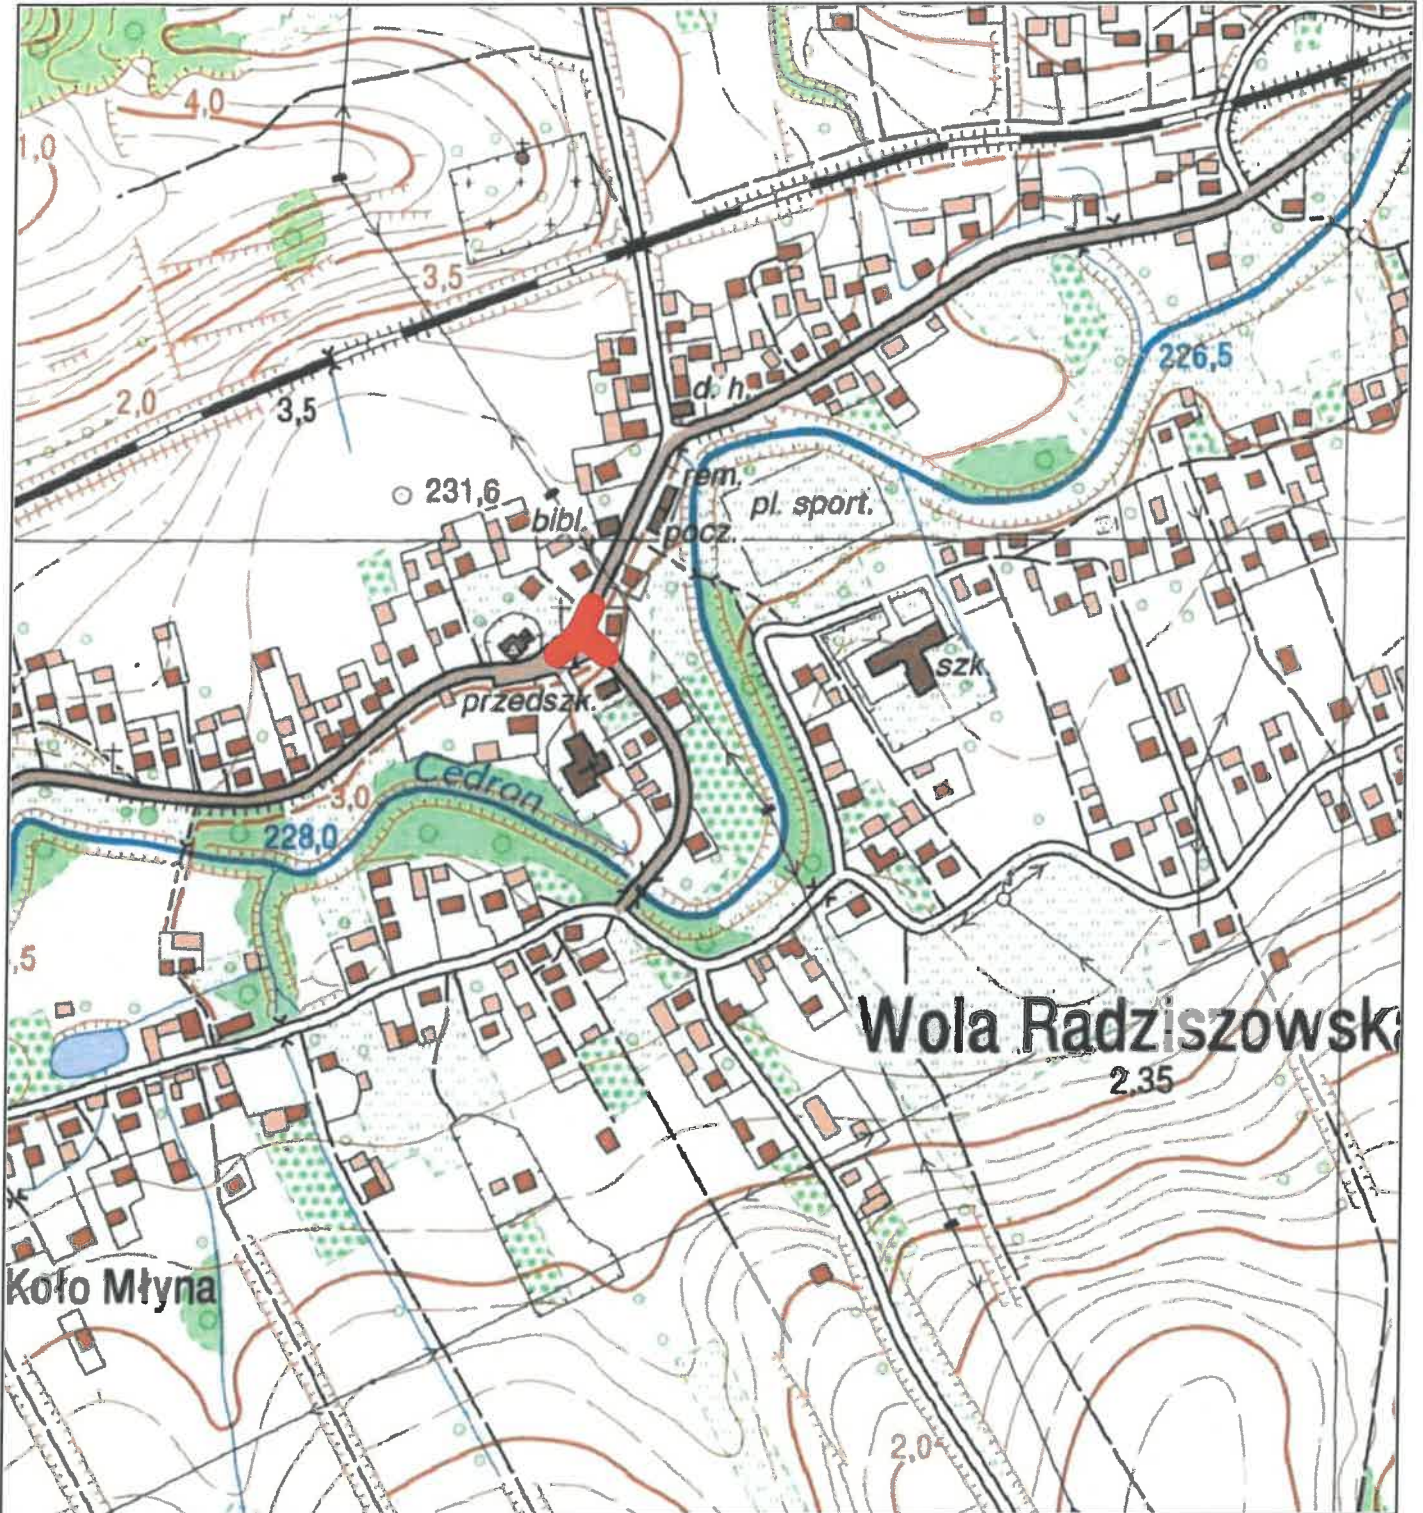 4,0
1,0
3,5
2,0
3,5
226,5
d. h.
231,6
rem.
bibl.
pocz.
pl. sport.
szk.
przedszk.
Cedron
3,0
228,0
,5
Wola Radziszowska
2.35
Koło Młyna
2,0